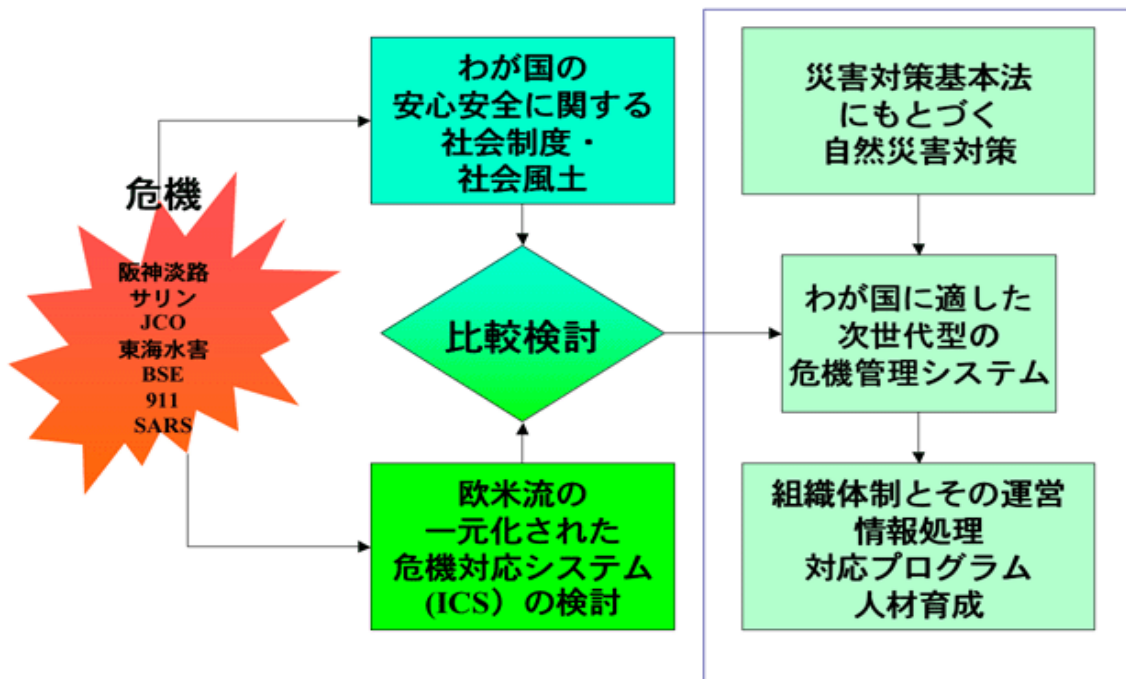 危機
阪神淡路
サリン
JCO
東海水害
BSE
911
SARS
わが国の
安心安全に関する
社会制度・
社会風土
比較検討
欧米流の
一元化された
危機対応システム
(ICS）の検討
災害対策基本法
にもとづく
自然災害対策
わが国に適した
次世代型の
危機管理システム
組織体制とその運営
情報処理
対応プログラム
人材育成